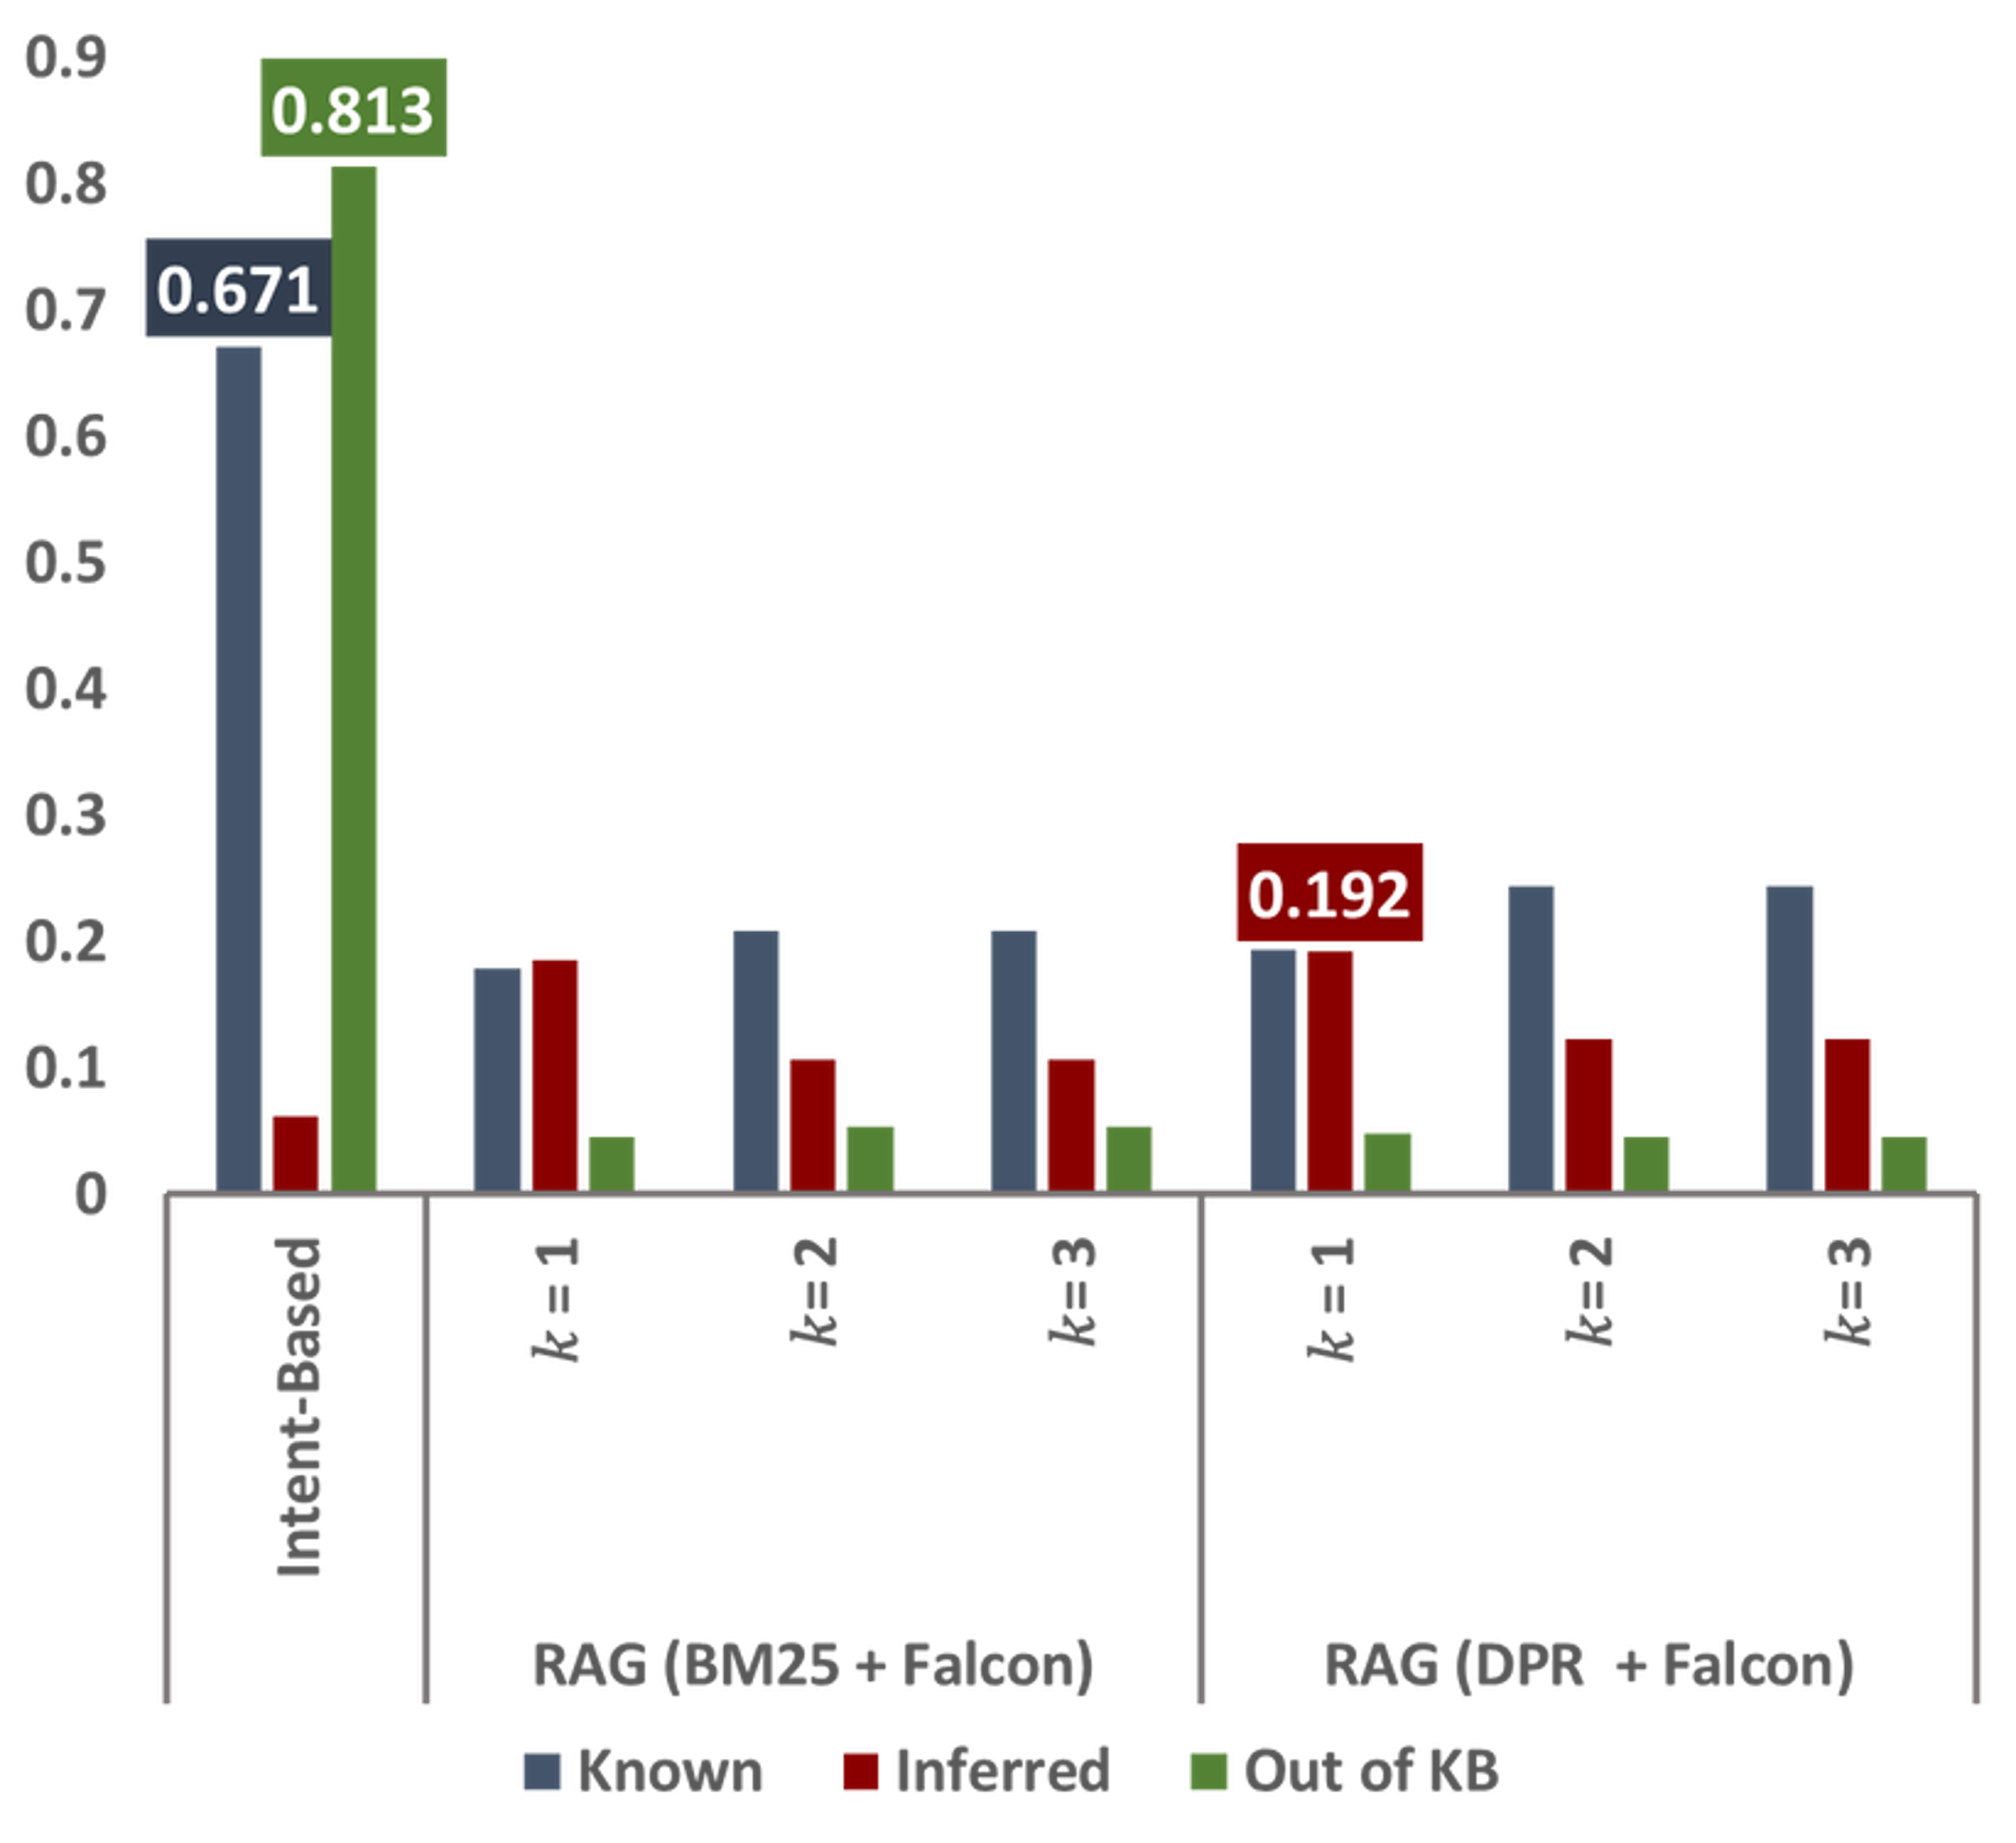 0.9
0.8
0.7
0.6
0.5
0.4
0.3
0.2
0.1
0
0.813
0.671
0.192
Intent-Based
k = 1
k= 2
k= 3
k = 1
k= 2
k= 3
RAG (BM25 + Falcon)
RAG (DPR + Falcon)
Known
Inferred
Out of KB